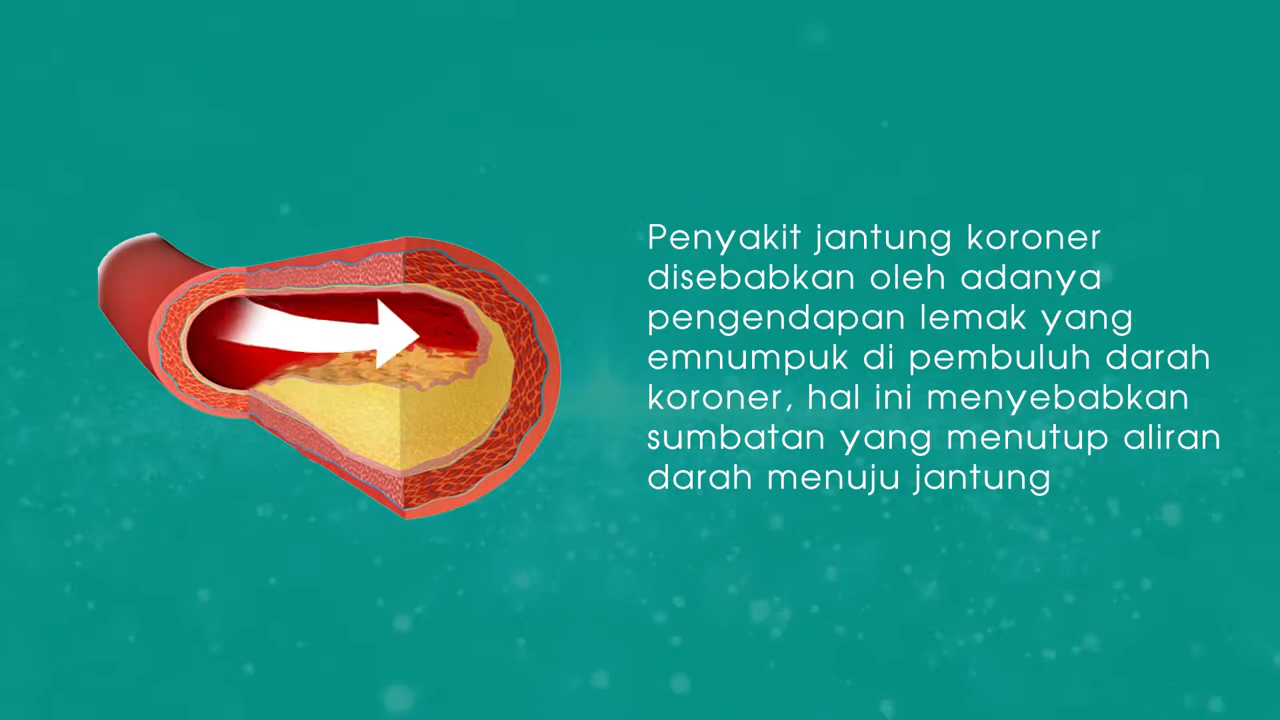 Penyakit jantung koroner
disebabkan oleh adanya
pengendapan lemak yang
emnumpuk di pembuluh darah
koroner, hal ini menyebabkan
sumbatan yang menutup aliran
darah menuju jantung